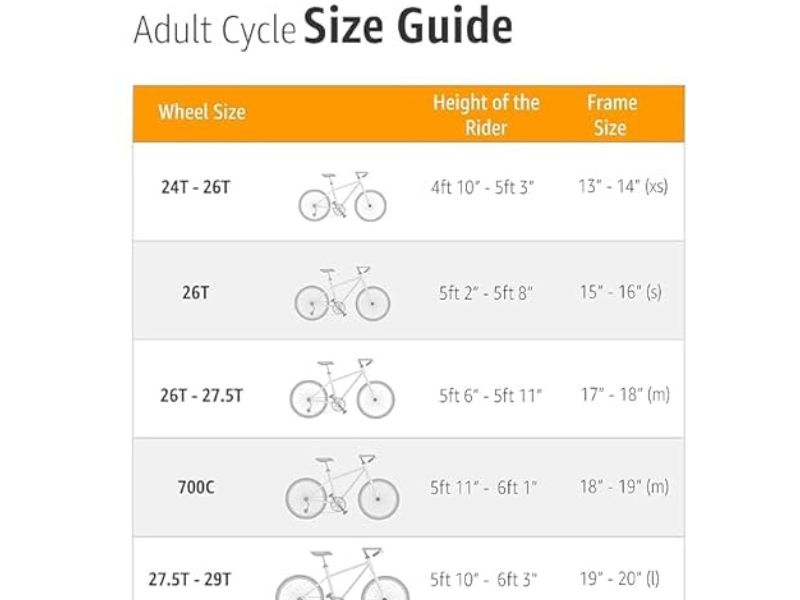 Adult Cycle Size Guide
Wheel Size
Height of the Rider
Frame Size
24T - 26T 4ft 10” - 5ft 3” 13” - 14” (xs)
26T 5ft 2” - 5ft 8” 15” - 16” (s)
26T - 27.5T 5ft 6” - 5ft 11” 17” - 18” (m)
700C 5ft 11” - 6ft 1” 18” - 19” (m)
27.5T - 29T 5ft 10” - 6ft 3” 19” - 20” (l)